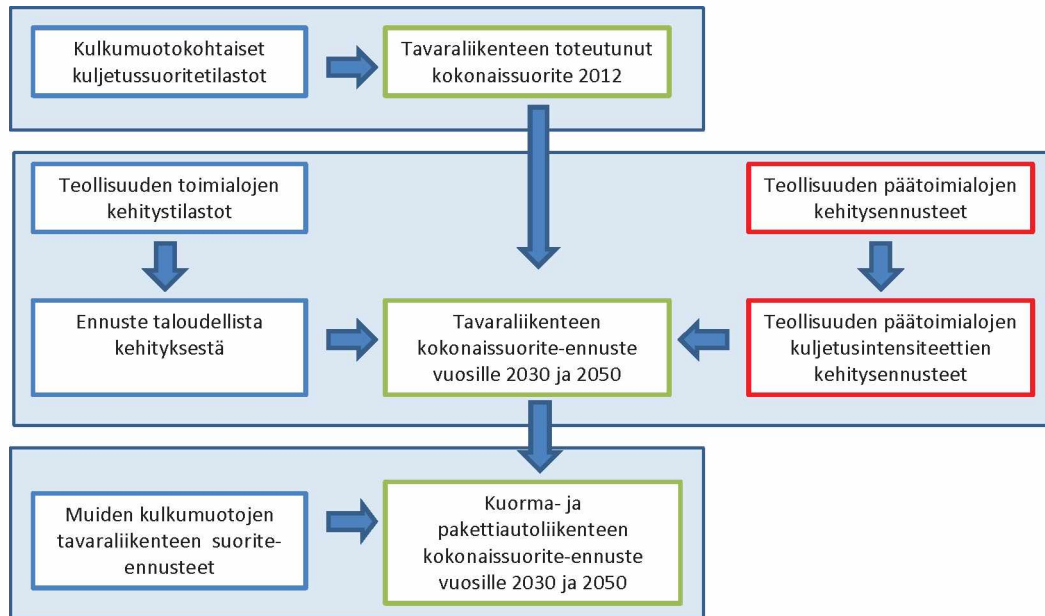 Kulkumuotokohtaiset
kuljetussuoritetilastot
Tavaraliikenteen toteutunut
kokonaissuorite 2012
Teollisuuden toimialojen
kehitystilastot
Teollisuuden päätoimialojen
kehitysennusteet
Ennuste taloudellista
kehityksestä
Tavaraliikenteen
kokonaissuorite-ennuste
vuosille 2030 ja 2050
Teollisuuden päätoimialojen
kuljetusintensiteettien
kehitysennusteet
Muiden kulkumuotojen
tavaraliikenteen suorite-
ennusteet
Kuorma- ja
pakettiautoliikenteen
kokonaissuorite-ennuste
vuosille 2030 ja 2050